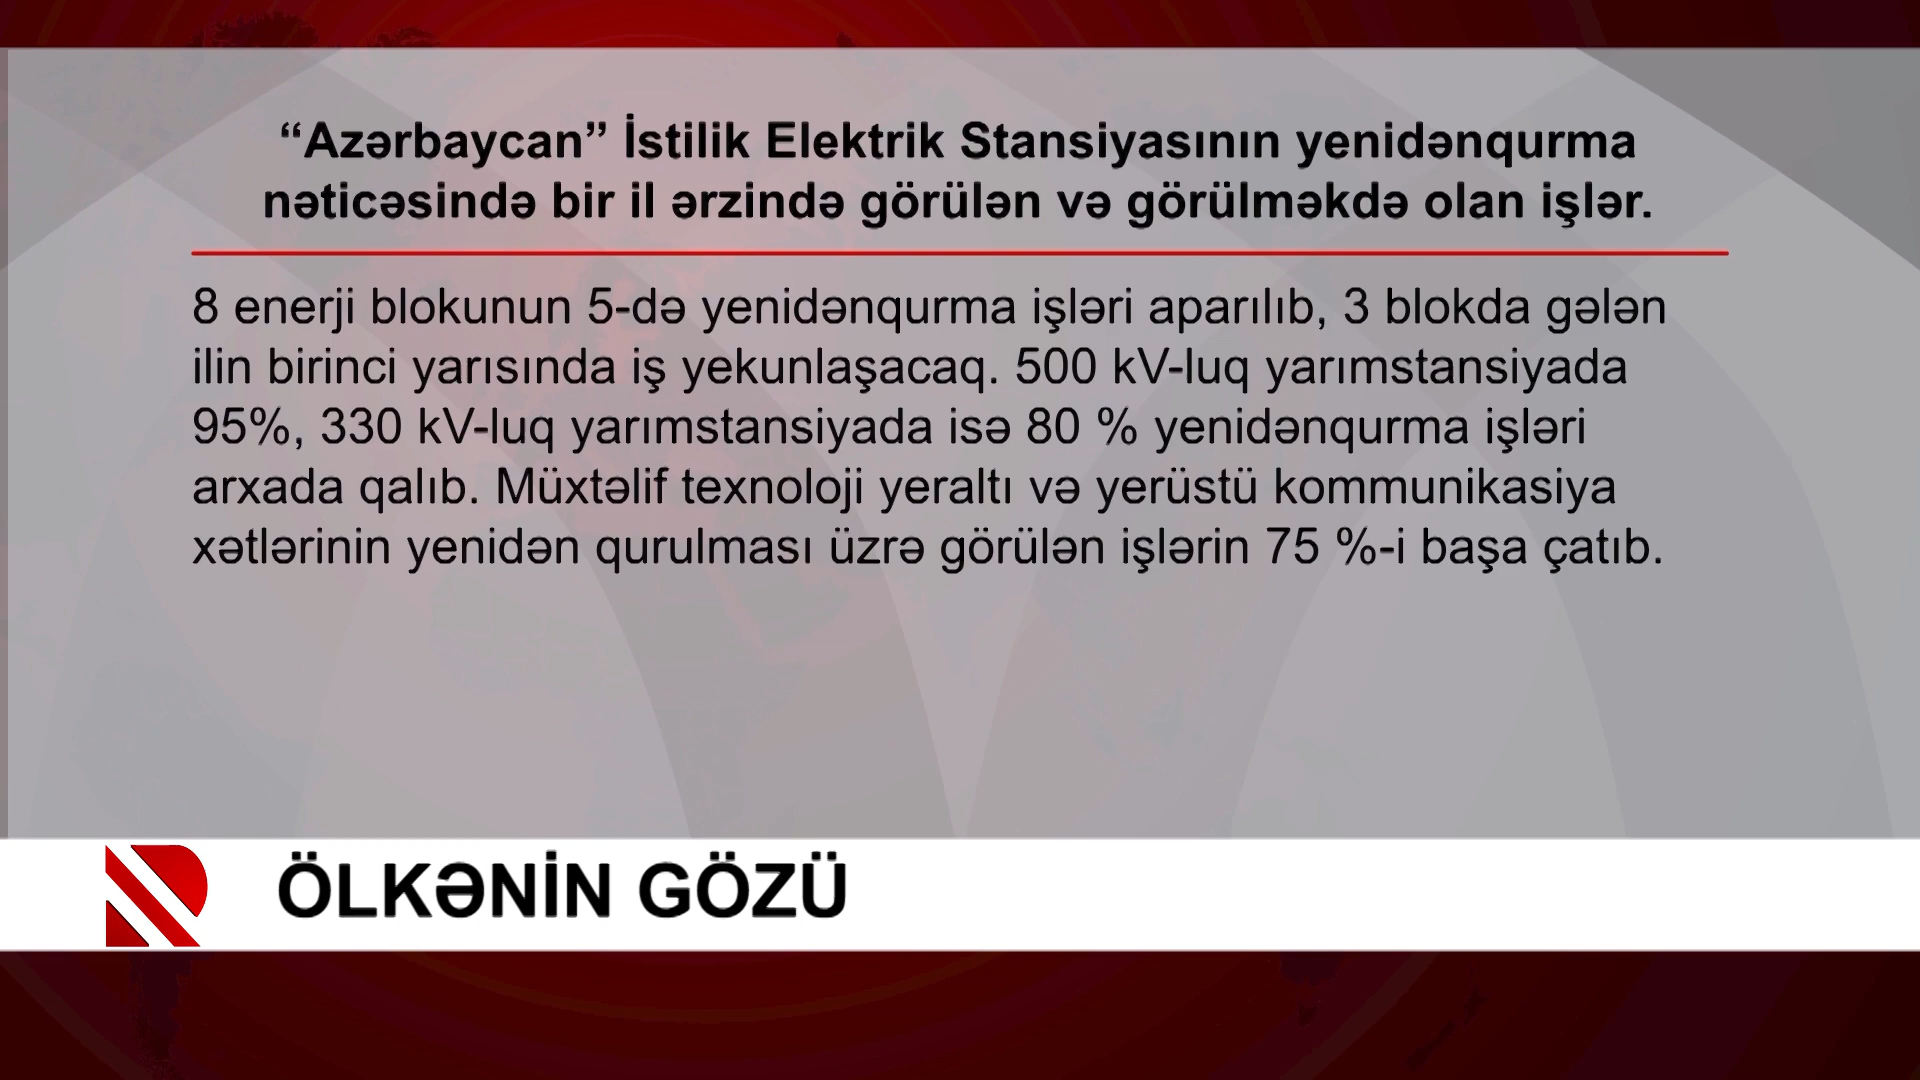 “Azərbaycan” İstilik Elektrik Stansiyasının yenidənqurma
nəticəsində bir il ərzində görülən və görülməkdə olan işlər.
8 enerji blokunun 5-də yenidənqurma işləri aparılıb, 3 blokda gələn
ilin birinci yarısında iş yekunlaşacaq. 500 kV-luq yarımstansiyada
95%, 330 kV-luq yarımstansiyada isə 80 % yenidənqurma işləri
arxada qalıb. Müxtəlif texnoloji yeraltı və yerüstü kommunikasiya
xətlərinin yenidən qurulması üzrə görülən işlərin 75 %-i başa çatıb.
ÖLKƏNİN GÖZÜ